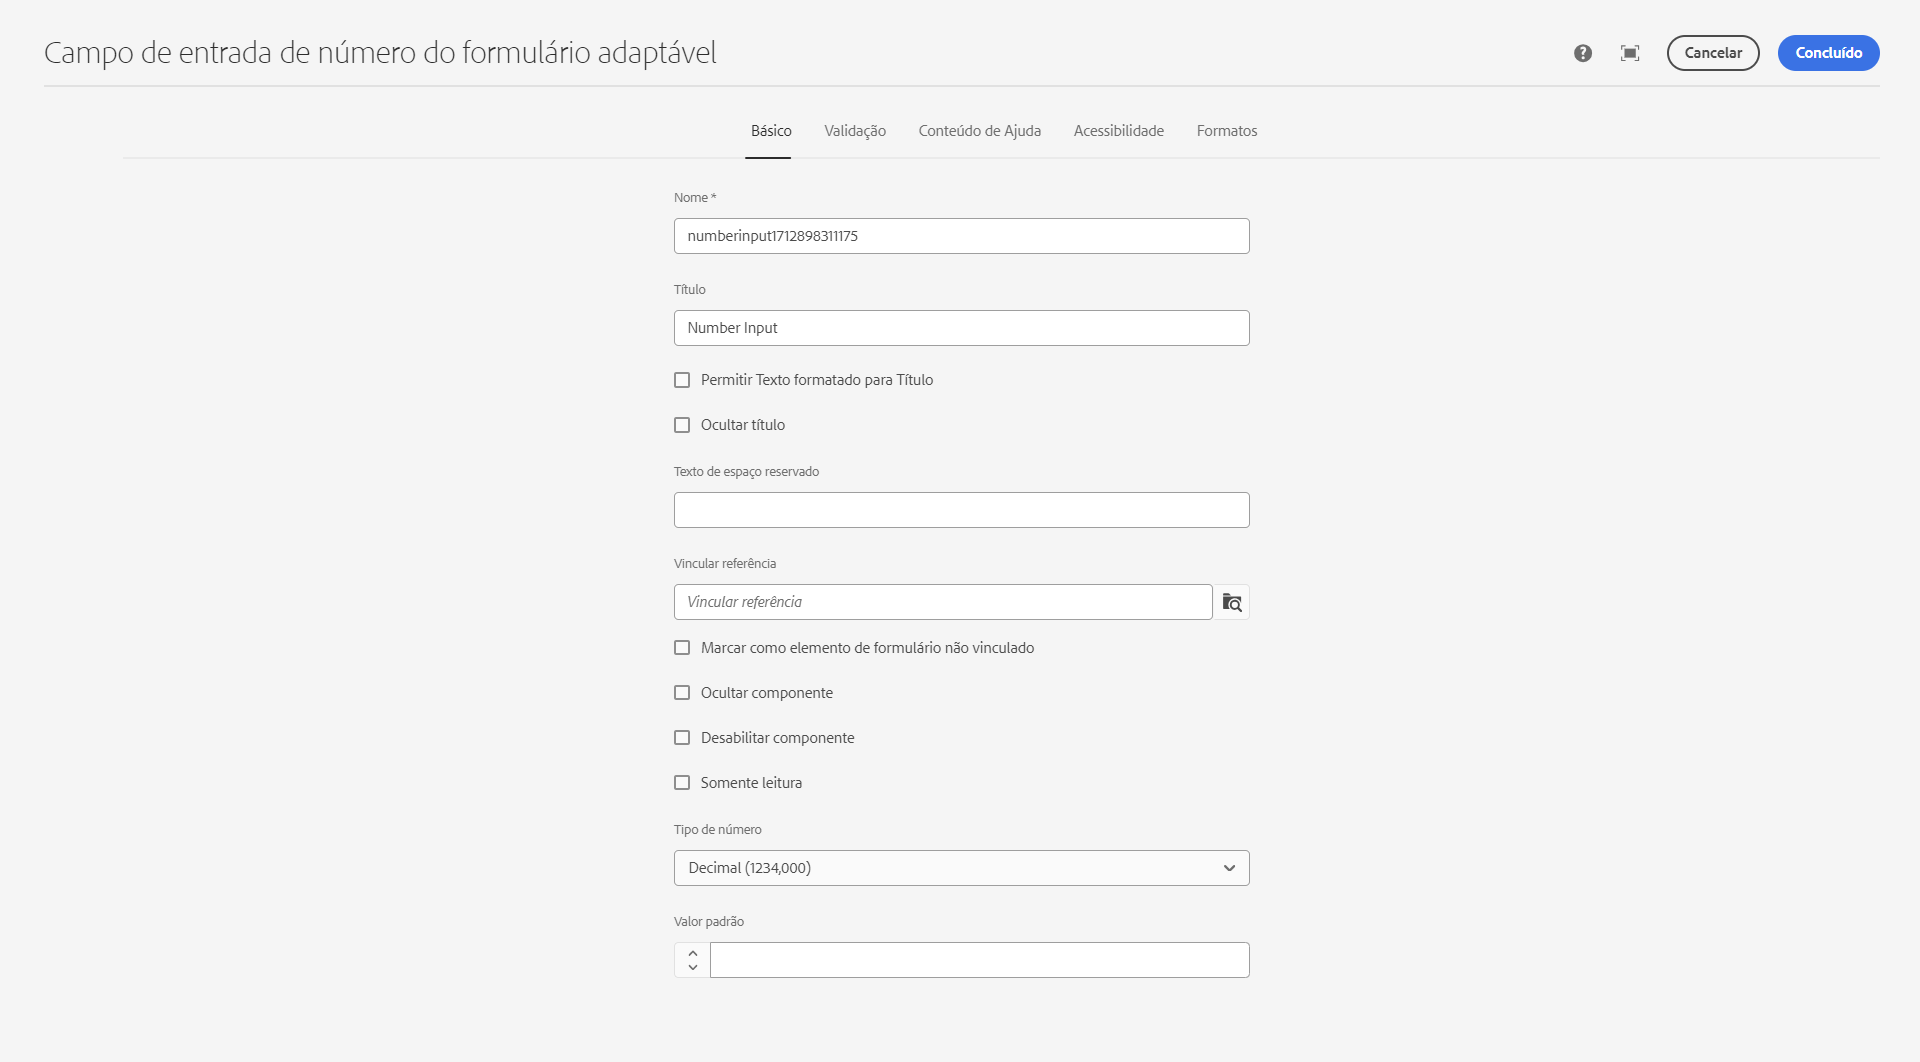 Campo de entrada de número do formulário adaptável
Cancelar
Concluído
Básico
Validação
Conteúdo de Ajuda
Acessibilidade
Formatos
Nome *
numberinput1712898311175
Título
Number Input
Permitir Texto formatado para Título
Ocultar título
Texto de espaço reservado
Vincular referência
Vincular referência
Marcar como elemento de formulário não vinculado
Ocultar componente
Desabilitar componente
Somente leitura
Tipo de número
Decimal (1234,000)
Valor padrão